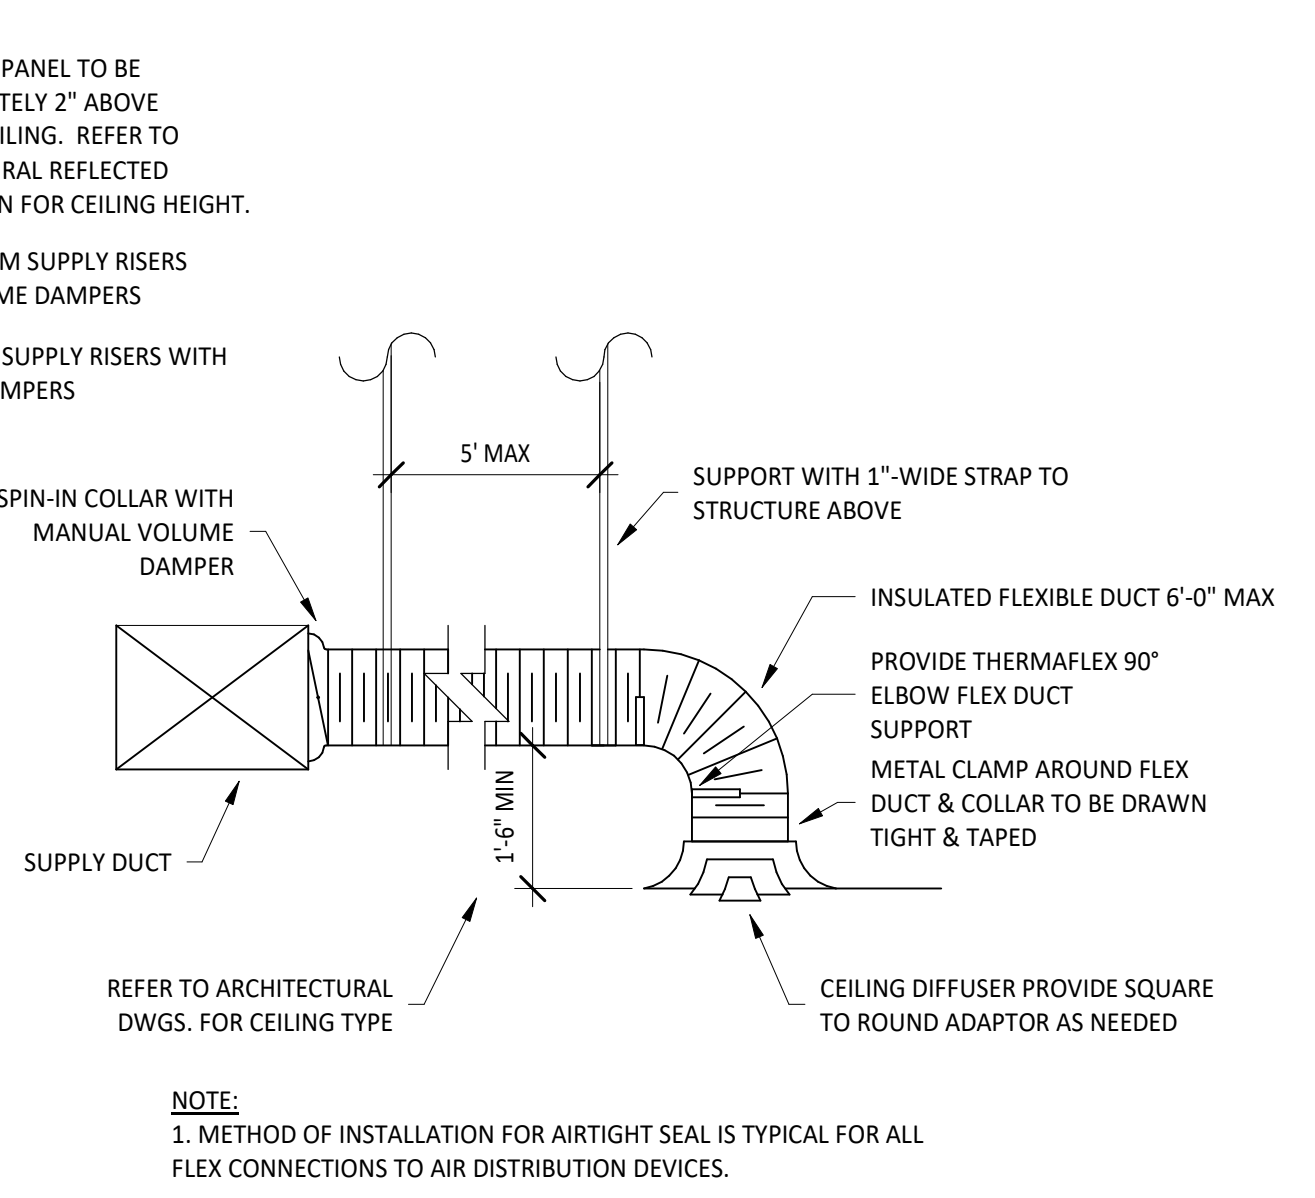 PANEL TO BE
2" ABOVE
REFER TO
REFLECTED
FOR CEILING HEIGHT.
SUPPLY RISERS
DAMPERS
SUPPLY RISERS WITH
5' MAX
SUPPORT WITH 1"-WIDE STRAP TO
STRUCTURE ABOVE
SPIN-IN COLLAR WITH
MANUAL VOLUME
DAMPER
INSULATED FLEXIBLE DUCT 6'-0" MAX
PROVIDE THERMAFLEX 90°
ELBOW FLEX DUCT
SUPPORT
METAL CLAMP AROUND FLEX
DUCT & COLLAR TO BE DRAWN
TIGHT & TAPED
1'-6" MIN
SUPPLY DUCT
REFER TO ARCHITECTURAL
DWGS. FOR CEILING TYPE
CEILING DIFFUSER PROVIDE SQUARE
TO ROUND ADAPTOR AS NEEDED
NOTE:
1. METHOD OF INSTALLATION FOR AIRTIGHT SEAL IS TYPICAL FOR ALL
FLEX CONNECTIONS TO AIR DISTRIBUTION DEVICES.